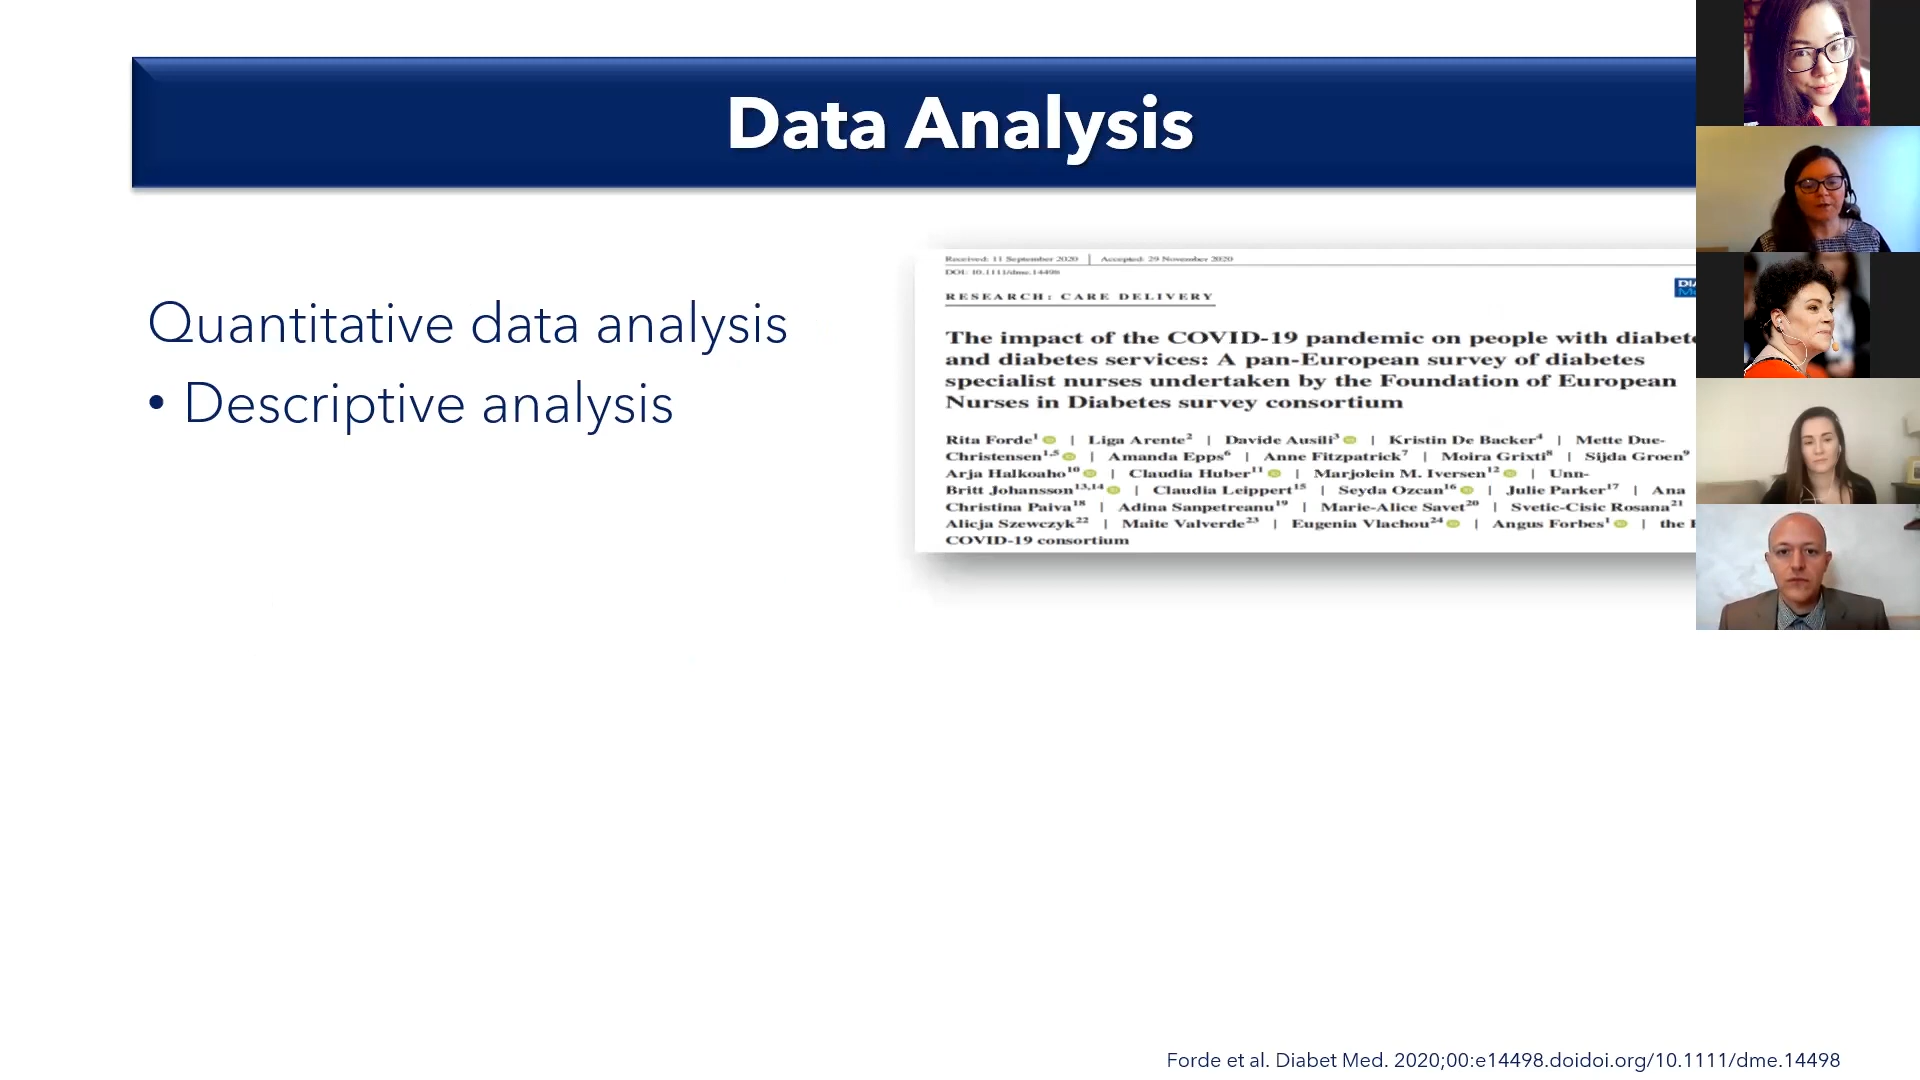 Data Analysis
Quantitative data analysis
• Descriptive analysis
Received: 11 September 2020 | Accepted: 29 November 2020
DOI: 10.1111/dme.14498
RESEARCH: CARE DELIVERY
The impact of the COVID-19 pandemic on people with diabete
and diabetes services: A pan-European survey of diabetes
specialist nurses undertaken by the Foundation of European
Nurses in Diabetes survey consortium
Rita Forde1 | Liga Arente2 | Davide Ausili3 | Kristin De Backer4 | Mette Due-
Christensen1,5 | Amanda Epps6 | Anne Fitzpatrick7 | Moira Grixti8 | Sijda Groen9
Arja Halkoaho10 | Claudia Huber11 | Marjolein M. Iversen12 | Unn-
Britt Johansson13,14 | Claudia Leippert15 | Seyda Ozcan16 | Julie Parker17 | Ana
Christina Paiva18 | Adina Sanpetreanu19 | Marie-Alice Savet20 | Svetic-Cisic Rosana21
Alicja Szewczyk22 | Maite Valverde23 | Eugenia Vlachou24 | Angus Forbes1 | the
COVID-19 consortium
Forde et al. Diabet Med. 2020;00:e14498.doidoi.org/10.1111/dme.14498